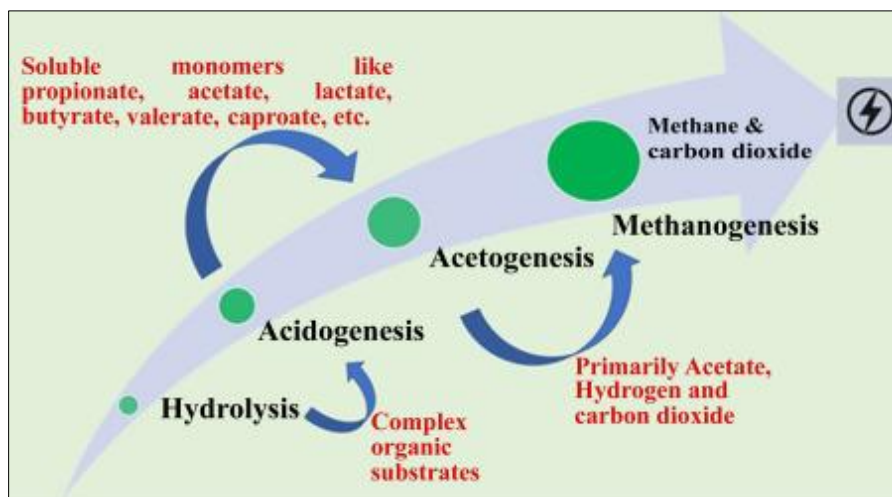 Soluble monomers like
propionate, acetate, lactate,
butyrate, valerate, caproate, etc.
Methane &
carbon dioxide
Methanogenesis
Acetogenesis
Acidogenesis
Primarily Acetate,
Hydrogen and
carbon dioxide
Hydrolysis
Complex
organic
substrates